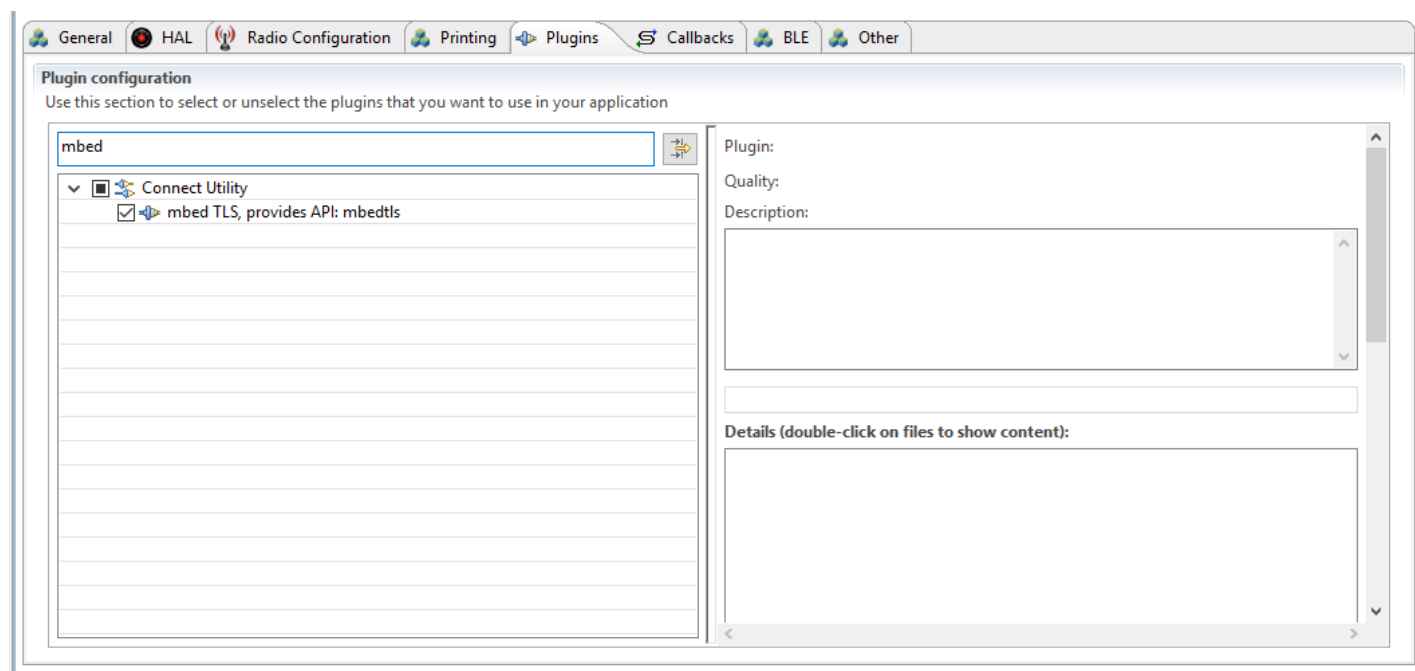 General HAL Radio Configuration Printing Plugins Callbacks BLE Other
Plugin configuration
Use this section to select or unselect the plugins that you want to use in your application
mbed
Connect Utility
mbed TLS, provides API: mbedtls
Plugin:
Quality:
Description:
Details (double-click on files to show content):